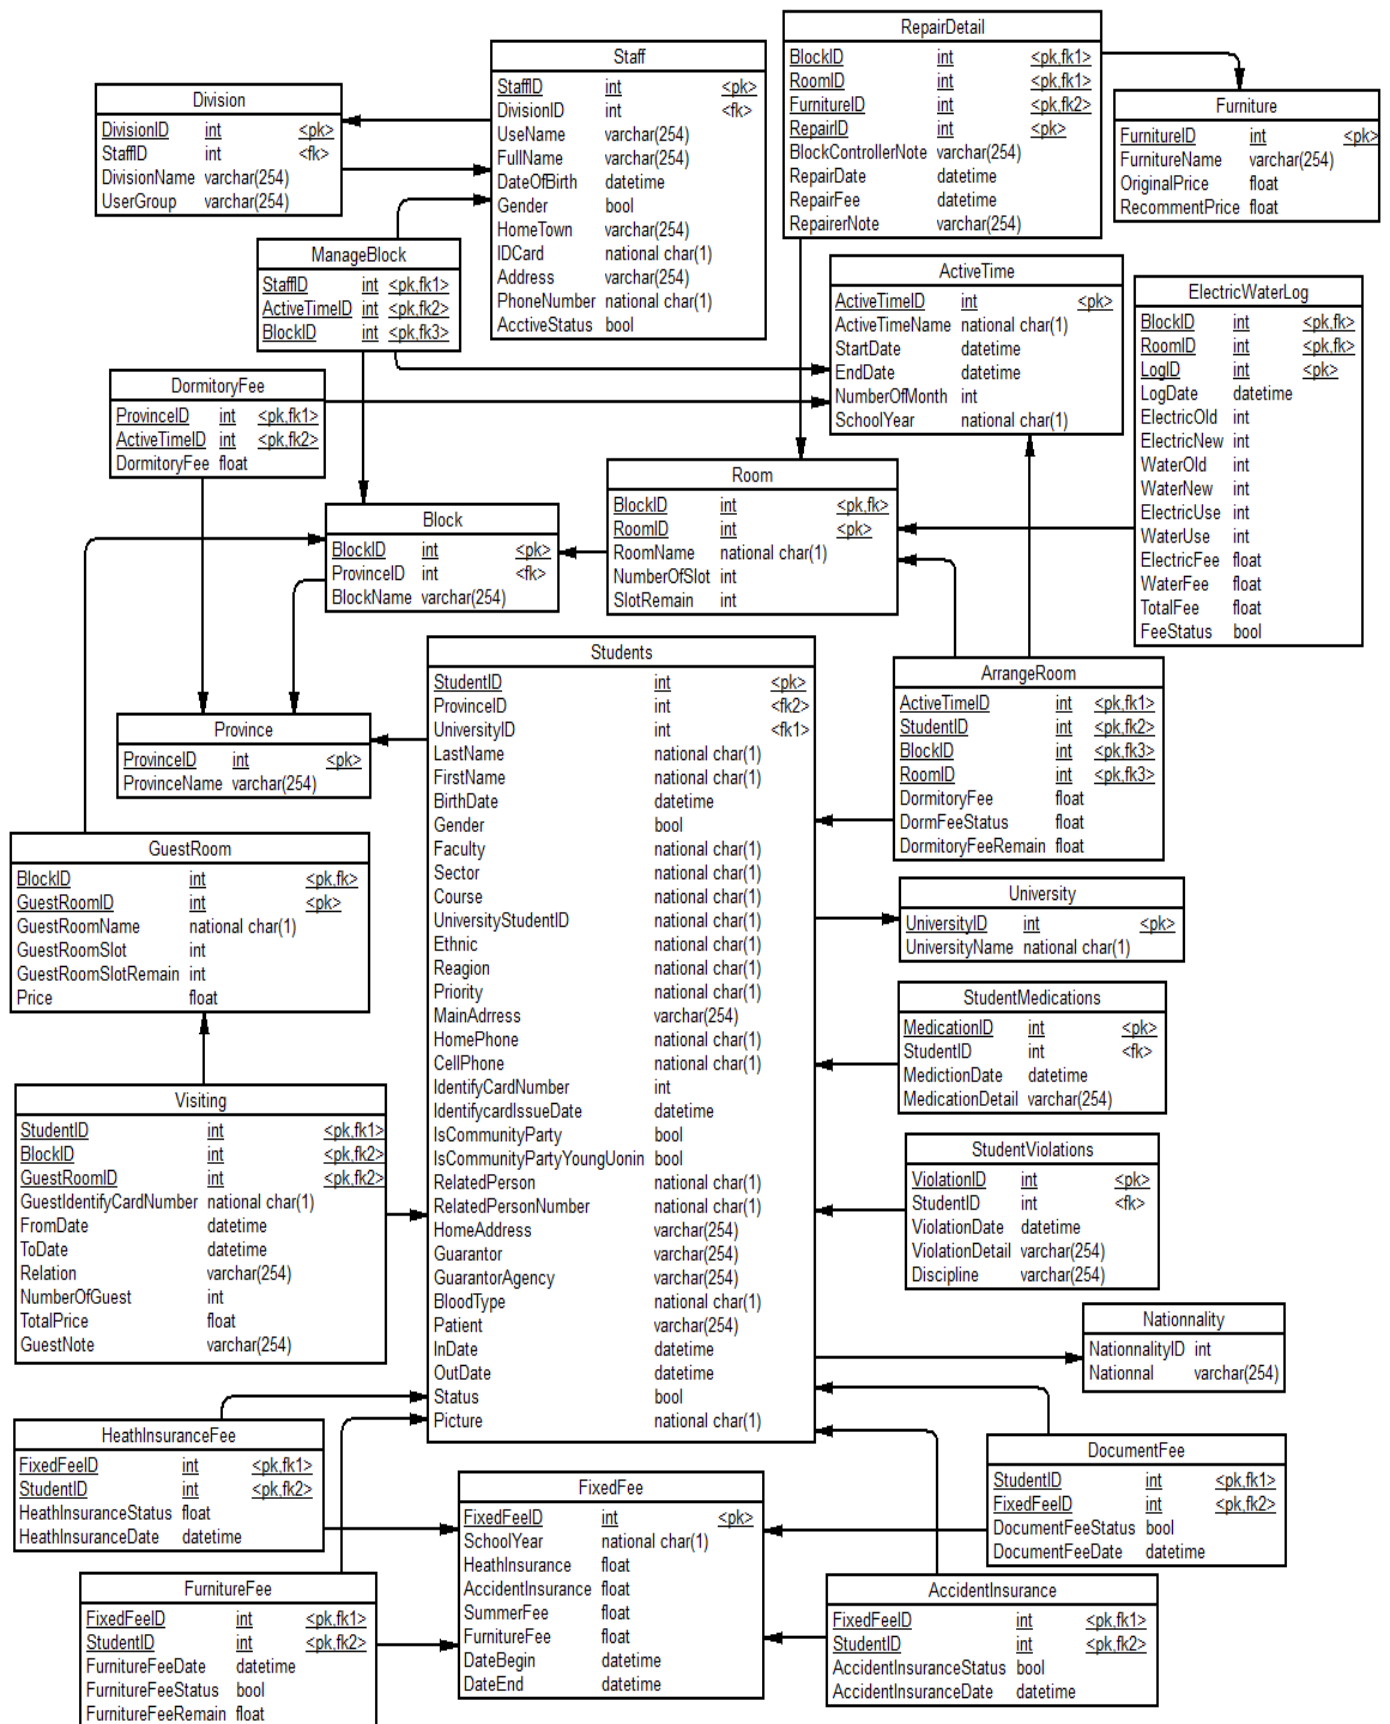 RepairDetail
BlockID int <pk,fk1>
RoomID int <pk,fk1>
FurnitureID int <pk,fk2>
RepairID int <pk>
BlockControllerNote varchar(254)
RepairDate datetime
RepairFee datetime
RepairerNote varchar(254)
Staff
StaffID int <pk>
DivisionID int <fk>
UseName varchar(254)
FullName varchar(254)
DateOfBirth datetime
Gender bool
HomeTown varchar(254)
IDCard national char(1)
Address varchar(254)
PhoneNumber national char(1)
AcctiveStatus bool
Division
DivisionID int <pk>
StaffID int <fk>
DivisionName varchar(254)
UserGroup varchar(254)
Furniture
FurnitureID int <pk>
FurnitureName varchar(254)
OriginalPrice float
RecommentPrice float
ManageBlock
StaffID int <pk,fk1>
ActiveTimeID int <pk,fk2>
BlockID int <pk,fk3>
ActiveTime
ActiveTimeID int <pk>
ActiveTimeName national char(1)
StartDate datetime
EndDate datetime
NumberOfMonth int
SchoolYear national char(1)
ElectricWaterLog
BlockID int <pk,fk>
RoomID int <pk,fk>
LogID int <pk>
LogDate datetime
ElectricOld int
ElectricNew int
WaterOld int
WaterNew int
ElectricUse int
WaterUse int
ElectricFee float
WaterFee float
TotalFee float
FeeStatus bool
DormitoryFee
ProvinceID int <pk,fk1>
ActiveTimeID int <pk,fk2>
DormitoryFee float
Room
BlockID int <pk,fk>
RoomID int <pk>
RoomName national char(1)
NumberOfSlot int
SlotRemain int
Block
BlockID int <pk>
ProvinceID int <fk>
BlockName varchar(254)
Students
StudentID int <pk>
ProvinceID int <fk2>
UniversityID int <fk1>
LastName national char(1)
FirstName national char(1)
BirthDate datetime
Gender bool
Faculty national char(1)
Sector national char(1)
Course national char(1)
UniversityStudentID national char(1)
Ethnic national char(1)
Reagion national char(1)
Priority national char(1)
MainAdrress varchar(254)
HomePhone national char(1)
CellPhone national char(1)
IdentifyCardNumber int
IdentifycardIssueDate datetime
IsCommunityParty bool
IsCommunityPartyYoungUonin bool
RelatedPerson national char(1)
RelatedPersonNumber national char(1)
HomeAddress varchar(254)
Guarantor varchar(254)
GuarantorAgency varchar(254)
BloodType national char(1)
Patient varchar(254)
InDate datetime
OutDate datetime
Status bool
Picture national char(1)
ArrangeRoom
ActiveTimeID int <pk,fk1>
StudentID int <pk,fk2>
BlockID int <pk,fk3>
RoomID int <pk,fk3>
DormitoryFee float
DormFeeStatus float
DormitoryFeeRemain float
Province
ProvinceID int <pk>
ProvinceName varchar(254)
GuestRoom
BlockID int <pk,fk>
GuestRoomID int <pk>
GuestRoomName national char(1)
GuestRoomSlot int
GuestRoomSlotRemain int
Price float
University
UniversityID int <pk>
UniversityName national char(1)
StudentMedications
MedicationID int <pk>
StudentID int <fk>
MedictionDate datetime
MedicationDetail varchar(254)
Visiting
StudentID int <pk,fk1>
BlockID int <pk,fk2>
GuestRoomID int <pk,fk2>
GuestIdentifyCardNumber national char(1)
FromDate datetime
ToDate datetime
Relation varchar(254)
NumberOfGuest int
TotalPrice float
GuestNote varchar(254)
StudentViolations
ViolationID int <pk>
StudentID int <fk>
ViolationDate datetime
ViolationDetail varchar(254)
Discipline varchar(254)
Nationnality
NationnalityID int
Nationnal varchar(254)
HeathInsuranceFee
FixedFeeID int <pk,fk1>
StudentID int <pk,fk2>
HeathInsuranceStatus float
HeathInsuranceDate datetime
DocumentFee
StudentID int <pk,fk1>
FixedFeeID int <pk,fk2>
DocumentFeeStatus bool
DocumentFeeDate datetime
FixedFee
FixedFeeID int <pk>
SchoolYear national char(1)
HeathInsurance float
AccidentInsurance float
SummerFee float
FurnitureFee float
DateBegin datetime
DateEnd datetime
FurnitureFee
FixedFeeID int <pk,fk1>
StudentID int <pk,fk2>
FurnitureFeeDate datetime
FurnitureFeeStatus bool
FurnitureFeeRemain float
AccidentInsurance
FixedFeeID int <pk,fk1>
StudentID int <pk,fk2>
AccidentInsuranceStatus bool
AccidentInsuranceDate datetime